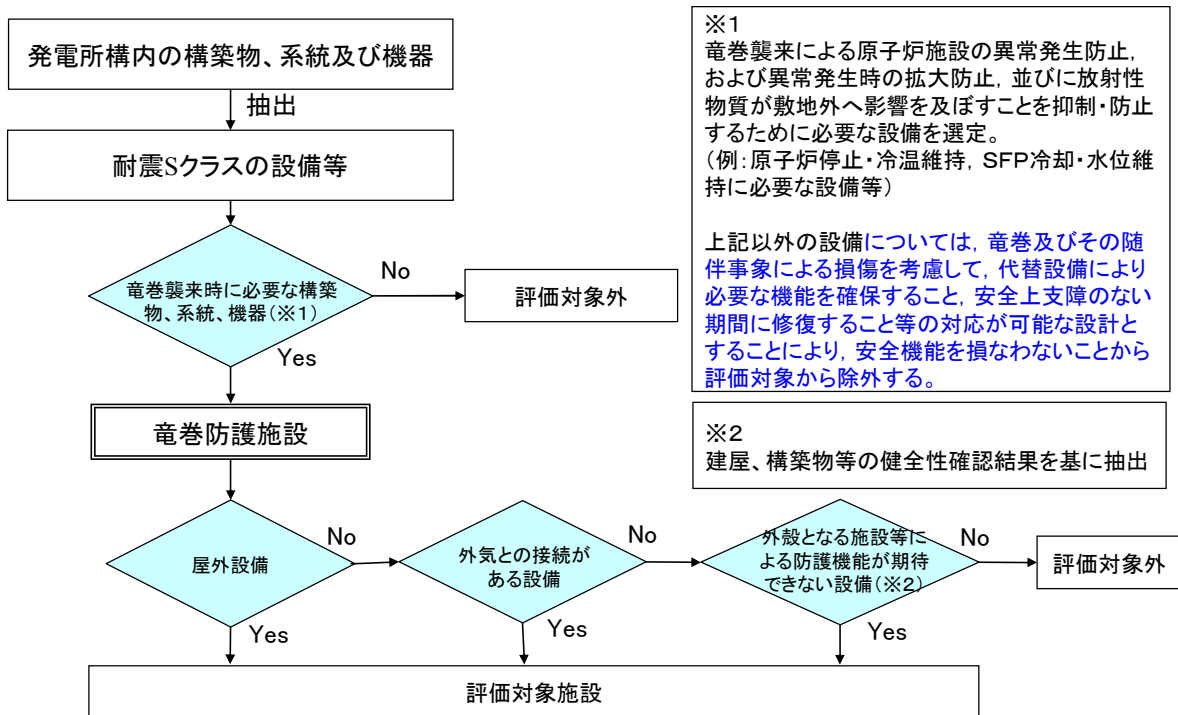 発電所構内の構築物、系統及び機器
抽出
耐震Sクラスの設備等
竜巻襲来時に必要な構築
物、系統、機器(※1)
No
評価対象外
Yes
竜巻防護施設
屋外設備
No
外気との接続が
ある設備
No
外殻となる施設等に
よる防護機能が期待
できない設備(※2)
No
評価対象外
Yes
Yes
Yes
評価対象施設
※1
竜巻襲来による原子炉施設の異常発生防止,
および異常発生時の拡大防止, 並びに放射性
物質が敷地外へ影響を及ぼすことを抑制・防止
するために必要な設備を選定。
(例:原子炉停止・冷温維持, SFP冷却・水位維
持に必要な設備等)
上記以外の設備については, 竜巻及びその随
伴事象による損傷を考慮して, 代替設備により
必要な機能を確保すること, 安全上支障のない
期間に修復すること等の対応が可能な設計と
することにより, 安全機能を損なわないことから
評価対象から除外する。
※2
建屋、構築物等の健全性確認結果を基に抽出